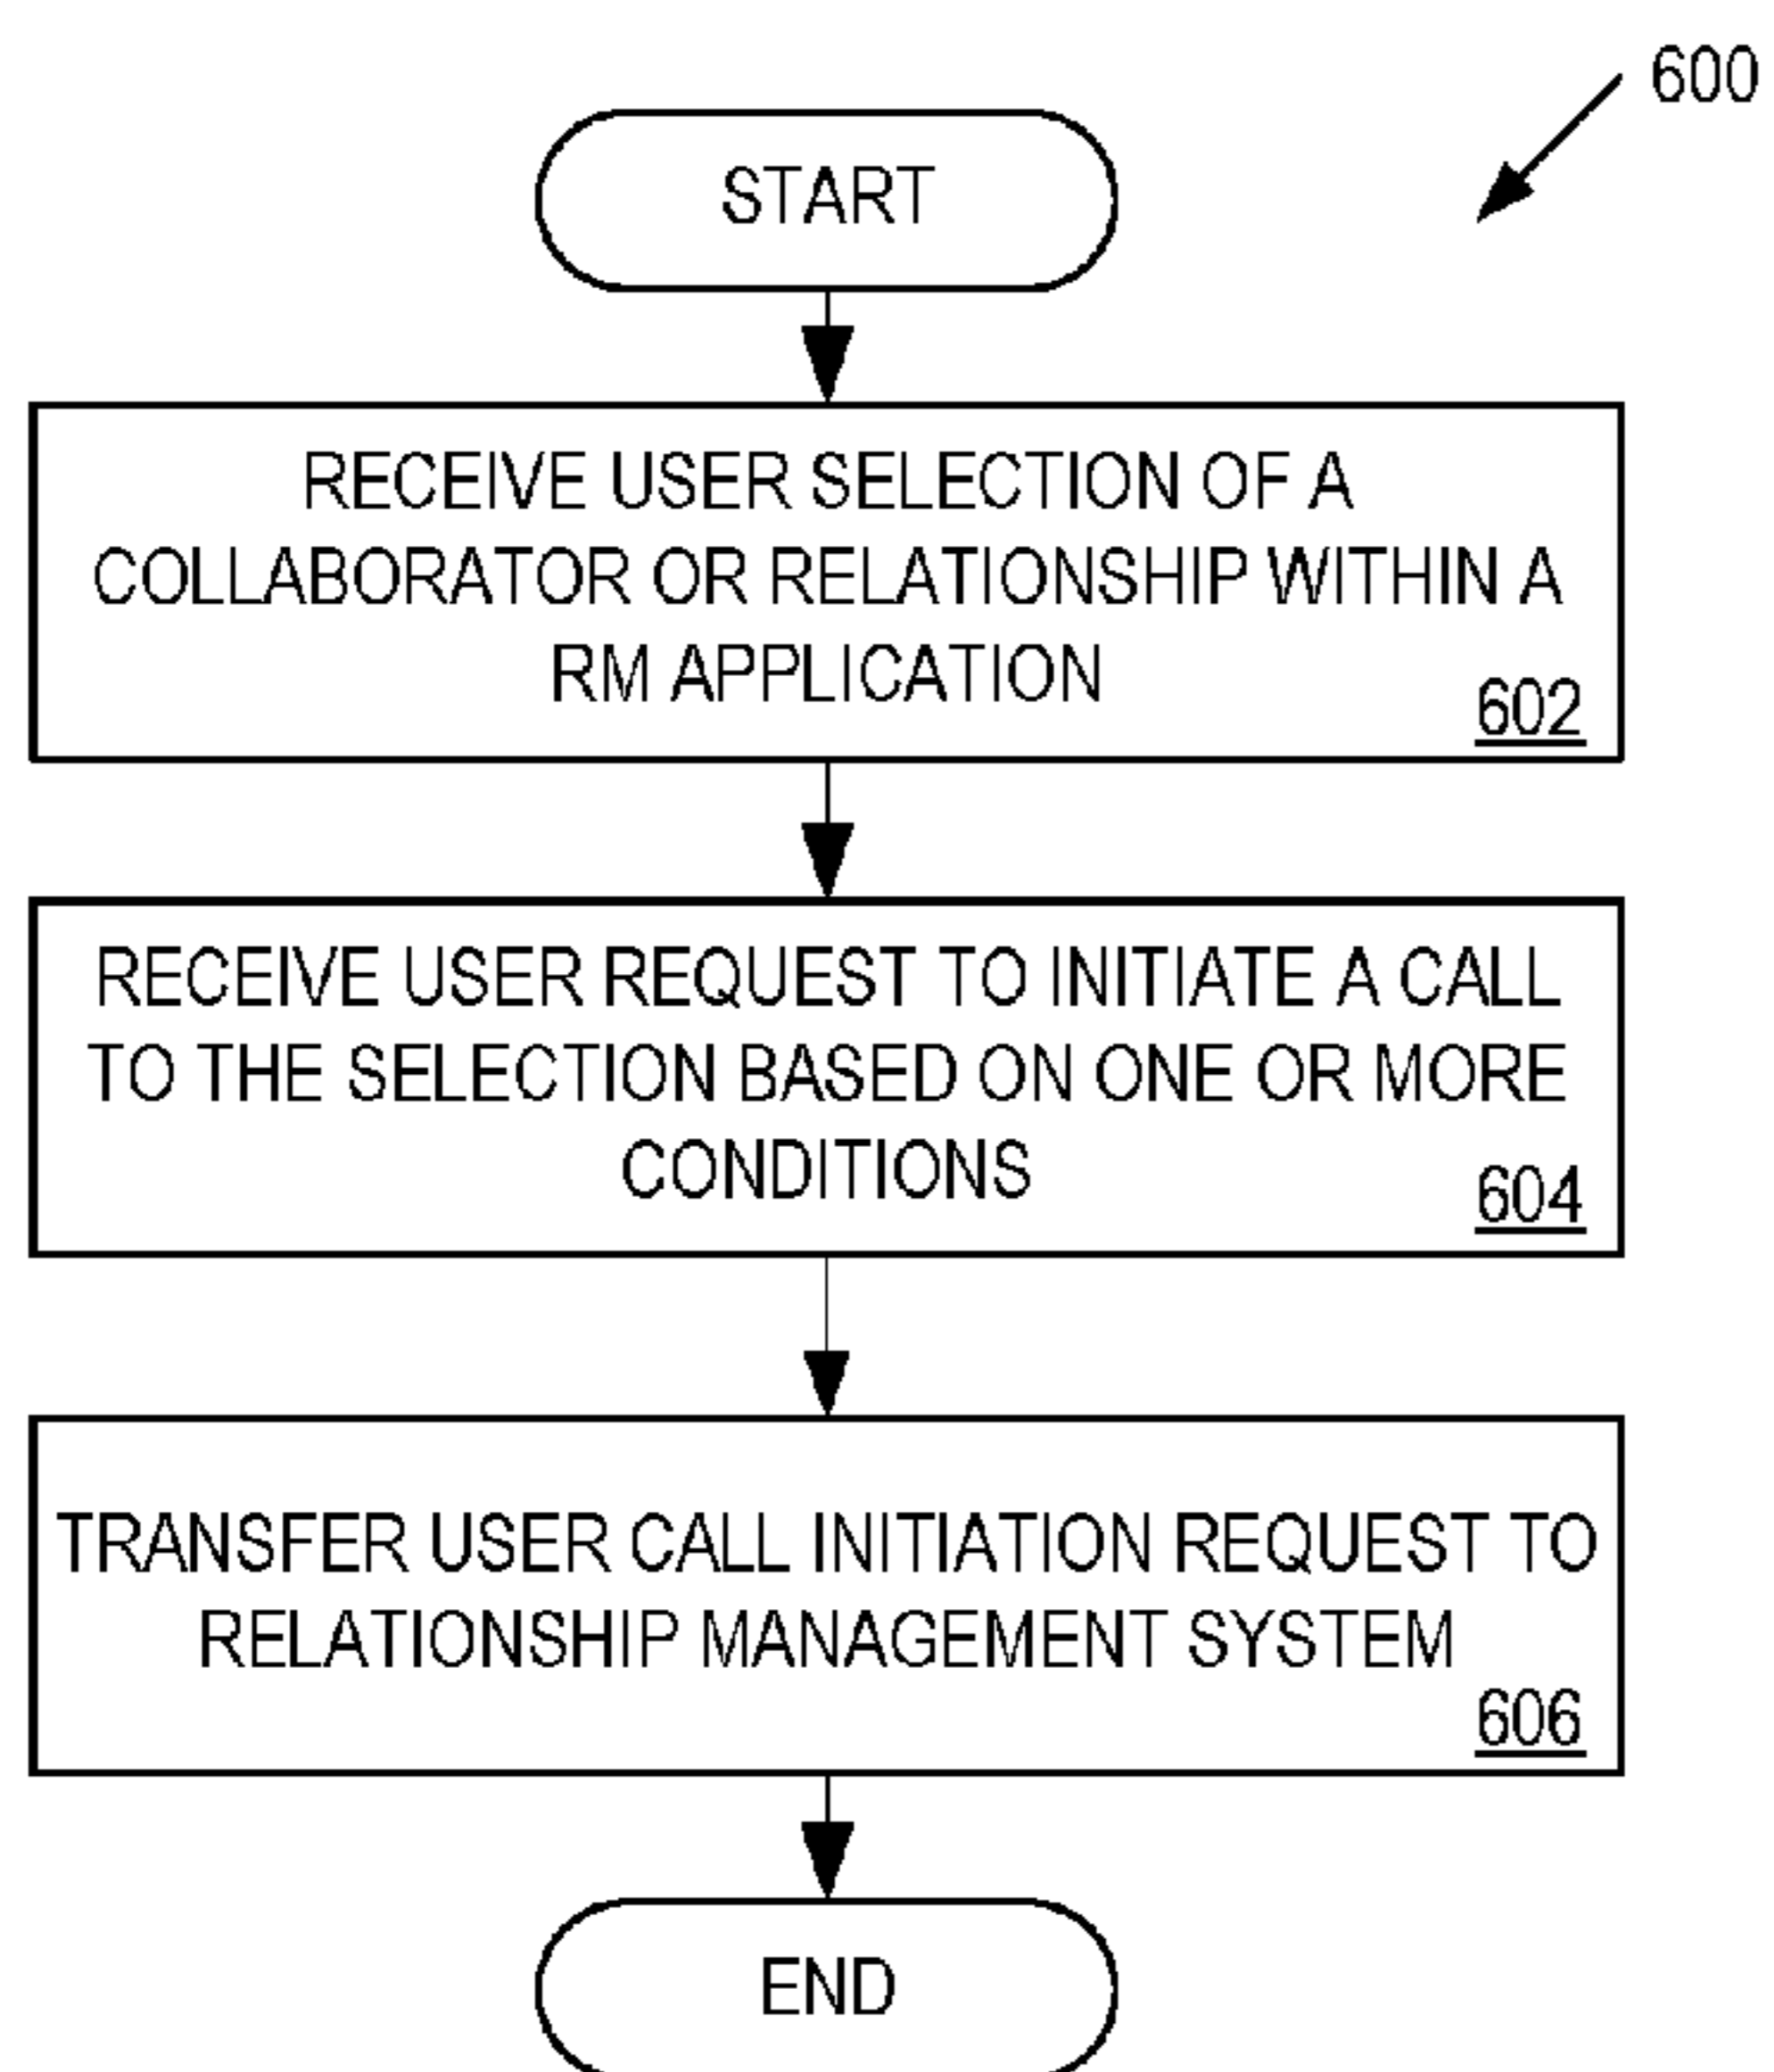 600
START
RECEIVE USER SELECTION OF A
COLLABORATOR OR RELATIONSHIP WITHIN A
RM APPLICATION
602
RECEIVE USER REQUEST TO INITIATE A CALL
TO THE SELECTION BASED ON ONE OR MORE
CONDITIONS
604
TRANSFER USER CALL INITIATION REQUEST TO
RELATIONSHIP MANAGEMENT SYSTEM
606
END